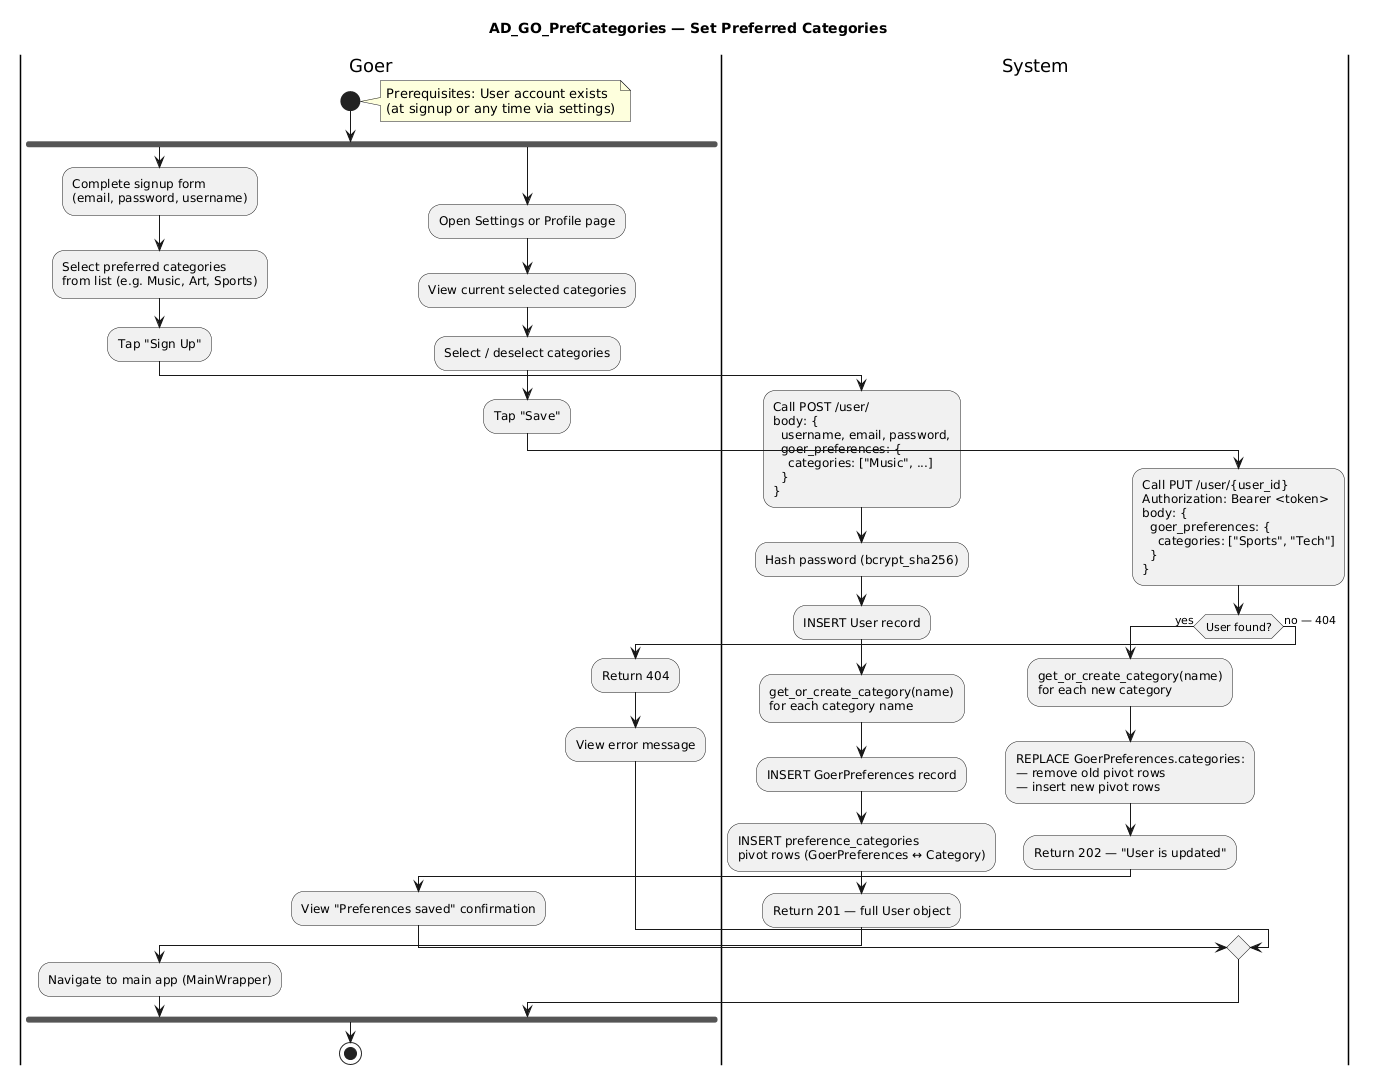 AD_GO_PrefCategories — Set Preferred Categories
Goer
System
Prerequisites: User account exists
(at signup or any time via settings)
Complete signup form
(email, password, username)
Select preferred categories
from list (e.g. Music, Art, Sports)
Tap "Sign Up"
Open Settings or Profile page
View current selected categories
Select / deselect categories
Tap "Save"
Call POST /user/
body: {
  username, email, password,
  goer_preferences: {
    categories: ["Music", ...]
  }
}
Hash password (bcrypt_sha256)
INSERT User record
Call PUT /user/{user_id}
Authorization: Bearer <token>
body: {
  goer_preferences: {
    categories: ["Sports", "Tech"]
  }
}
yes
User found?
no — 404
Return 404
View error message
get_or_create_category(name)
for each category name
INSERT GoerPreferences record
INSERT preference_categories
pivot rows (GoerPreferences ↔ Category)
Return 201 — full User object
get_or_create_category(name)
for each new category
REPLACE GoerPreferences.categories:
— remove old pivot rows
— insert new pivot rows
Return 202 — "User is updated"
View "Preferences saved" confirmation
Navigate to main app (MainWrapper)